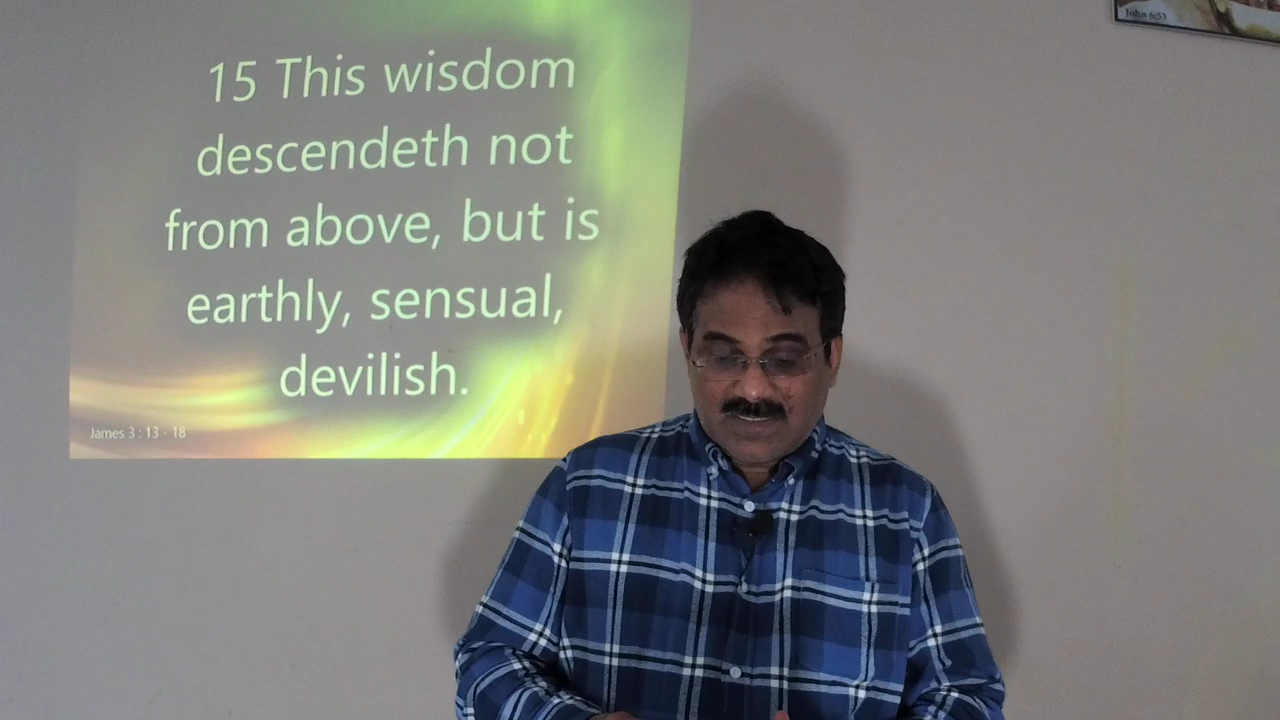 15 This wisdom
descendeth not
from above, but is
earthly, sensual,
devilish.
James 3 : 13 - 18
John 6:53